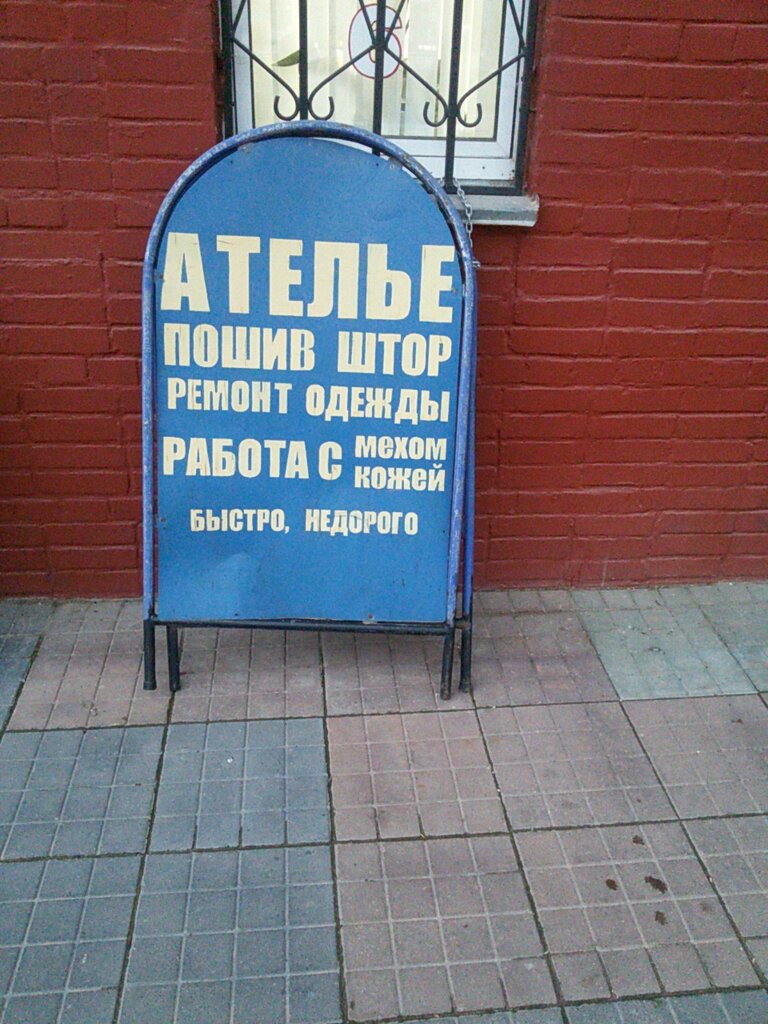 АТЕЛЬЕ
ПОШИВ ШТОР
РЕМОНТ ОДЕЖДЫ
РАБОТА С мехом
кожей
БЫСТРО, НЕДОРОГО